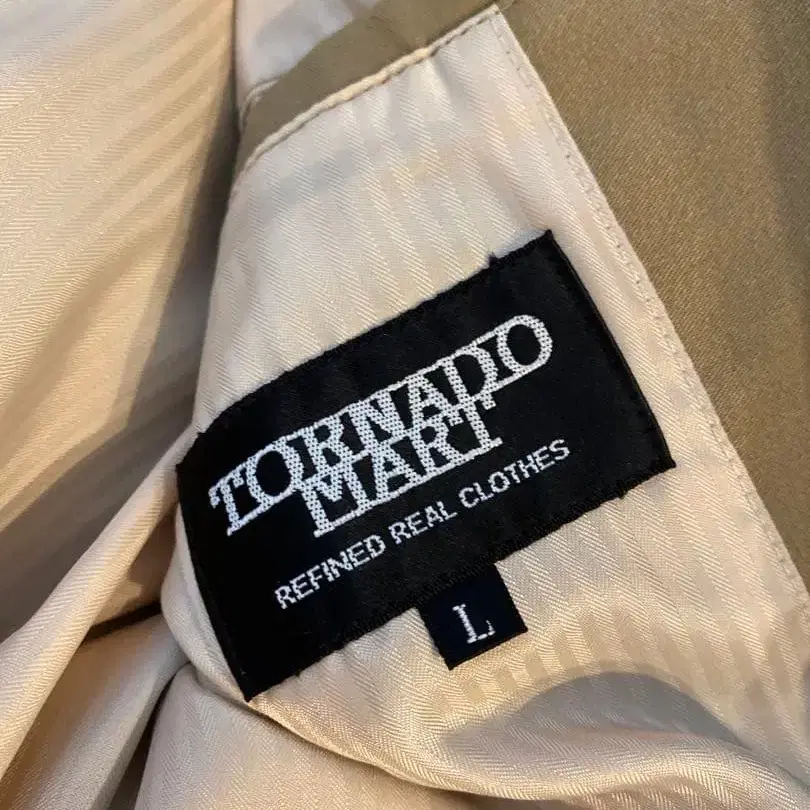 TORNADO
MART
REFINED REAL CLOTHES
L